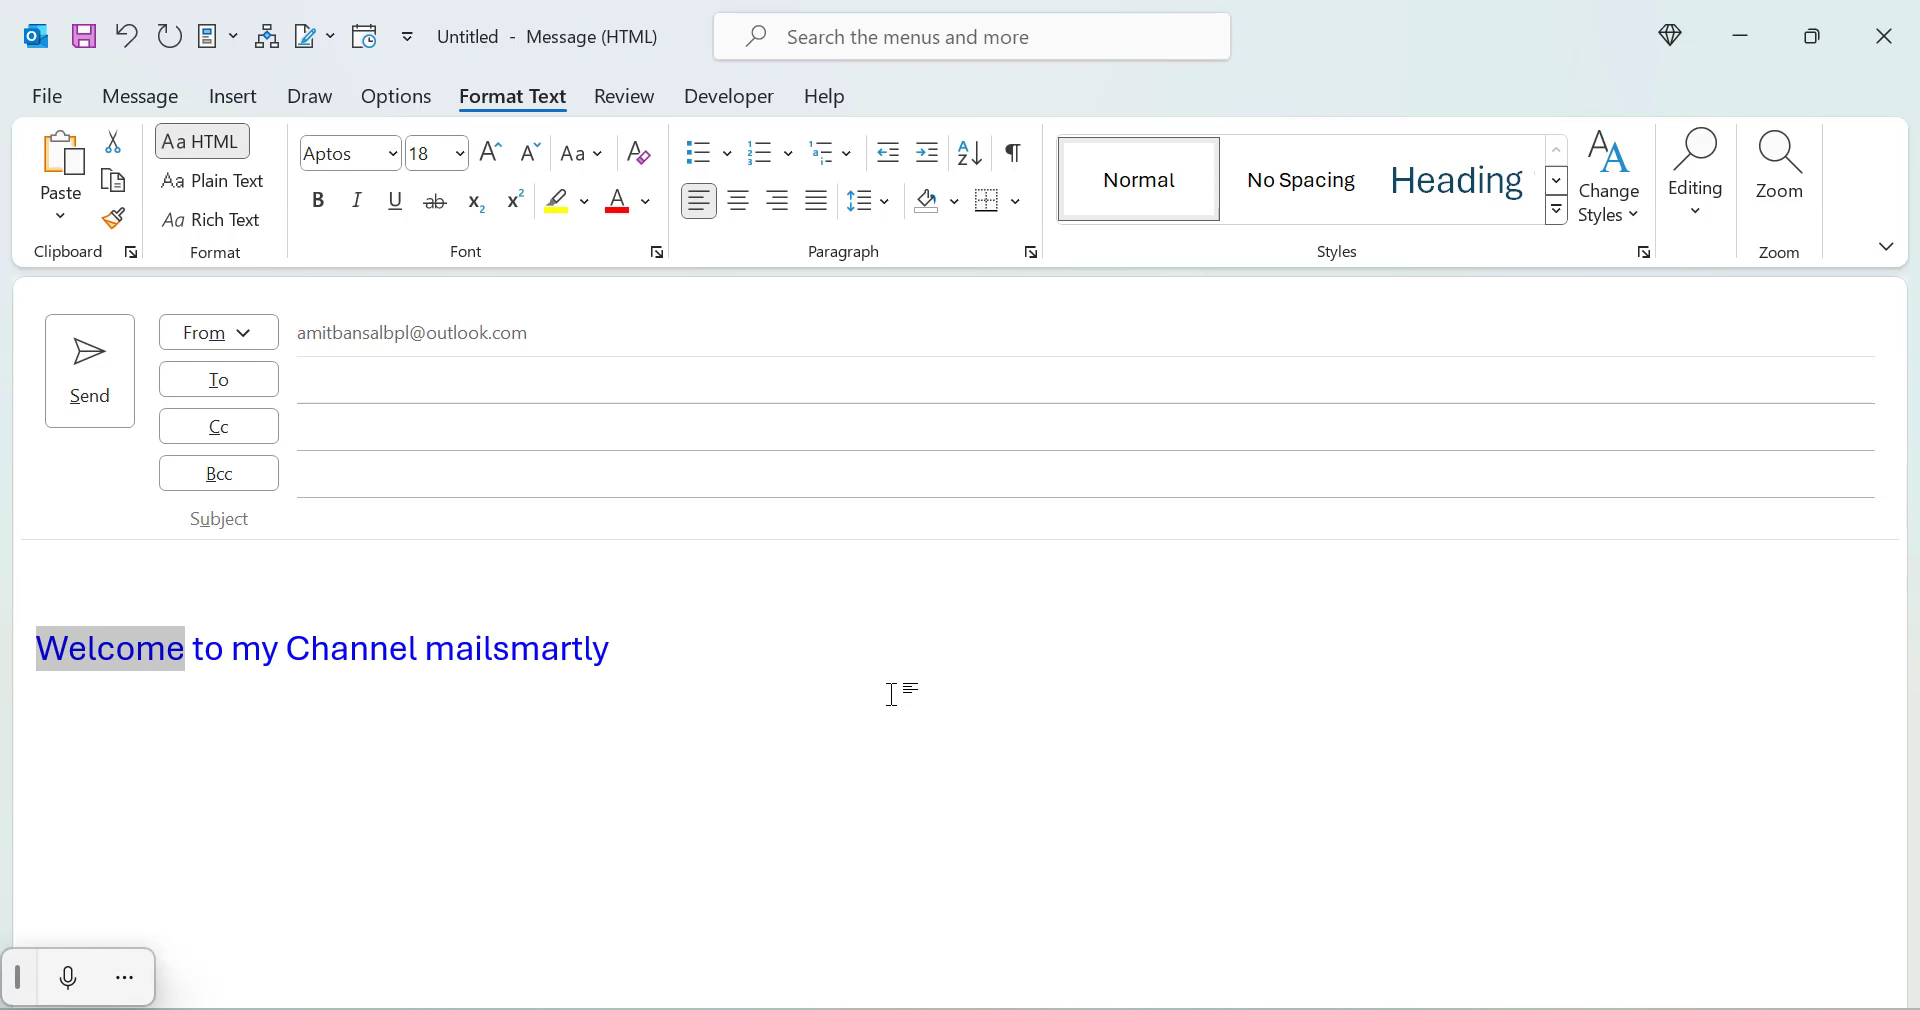 Untitled - Message (HTML)
Search the menus and more
File Message Insert Draw Options Format Text Review Developer Help
Paste
Clipboard
Aa HTML
Aa Plain Text
Aa Rich Text
Format
Aptos 18
Font
Paragraph
Normal
No Spacing
Heading
Styles
Change
Styles
Editing
Zoom
Zoom
Send
From
amitbansalbpl@outlook.com
To
Cc
Bcc
Subject
Welcome to my Channel mailsmartly